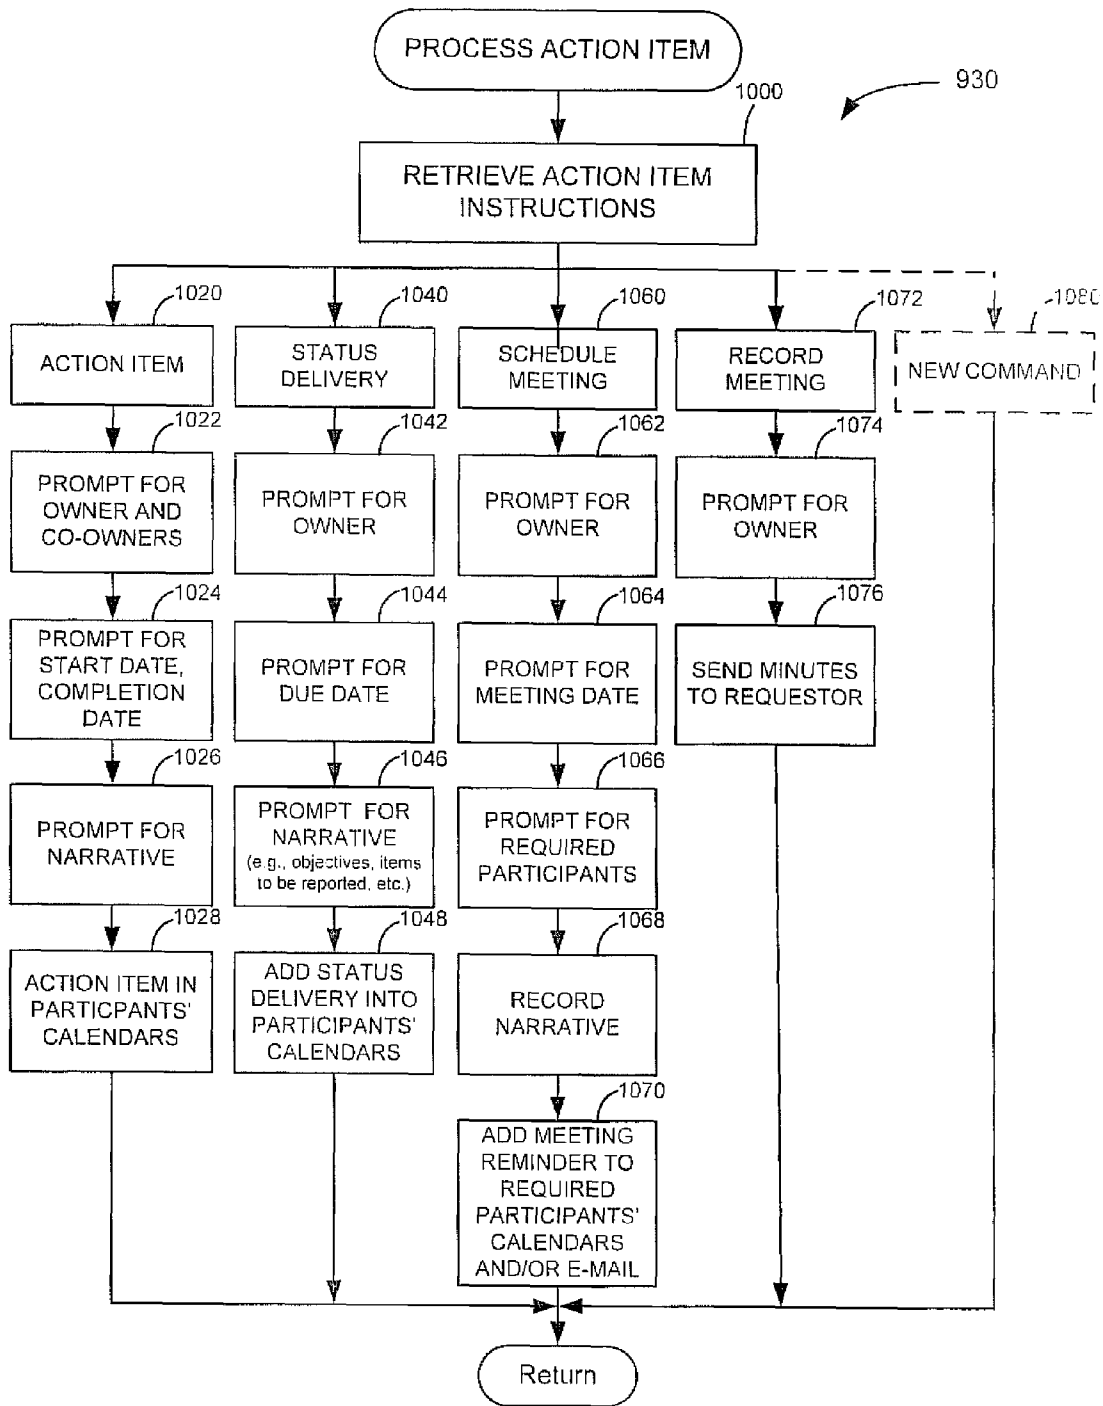 PROCESS ACTION ITEM
930
1000
RETRIEVE ACTION ITEM
INSTRUCTIONS
1020
ACTION ITEM
1022
PROMPT FOR
OWNER AND
CO-OWNERS
1024
PROMPT FOR
START DATE,
COMPLETION
DATE
1026
PROMPT FOR
NARRATIVE
1028
ACTION ITEM IN
PARTICPANTS'
CALENDARS
1040
STATUS
DELIVERY
1042
PROMPT FOR
OWNER
1044
PROMPT FOR
DUE DATE
1046
PROMPT FOR
NARRATIVE
(e.g., objectives, items
to be reported, etc.)
1048
ADD STATUS
DELIVERY INTO
PARTICIPANTS'
CALENDARS
1060
SCHEDULE
MEETING
1062
PROMPT FOR
OWNER
1064
PROMPT FOR
MEETING DATE
1066
PROMPT FOR
REQUIRED
PARTICIPANTS
1068
RECORD
NARRATIVE
1070
ADD MEETING
REMINDER TO
REQUIRED
PARTICIPANTS'
CALENDARS
AND/OR E-MAIL
1072
RECORD
MEETING
1074
PROMPT FOR
OWNER
1076
SEND MINUTES
TO REQUESTOR
1080
NEW COMMAND
Return